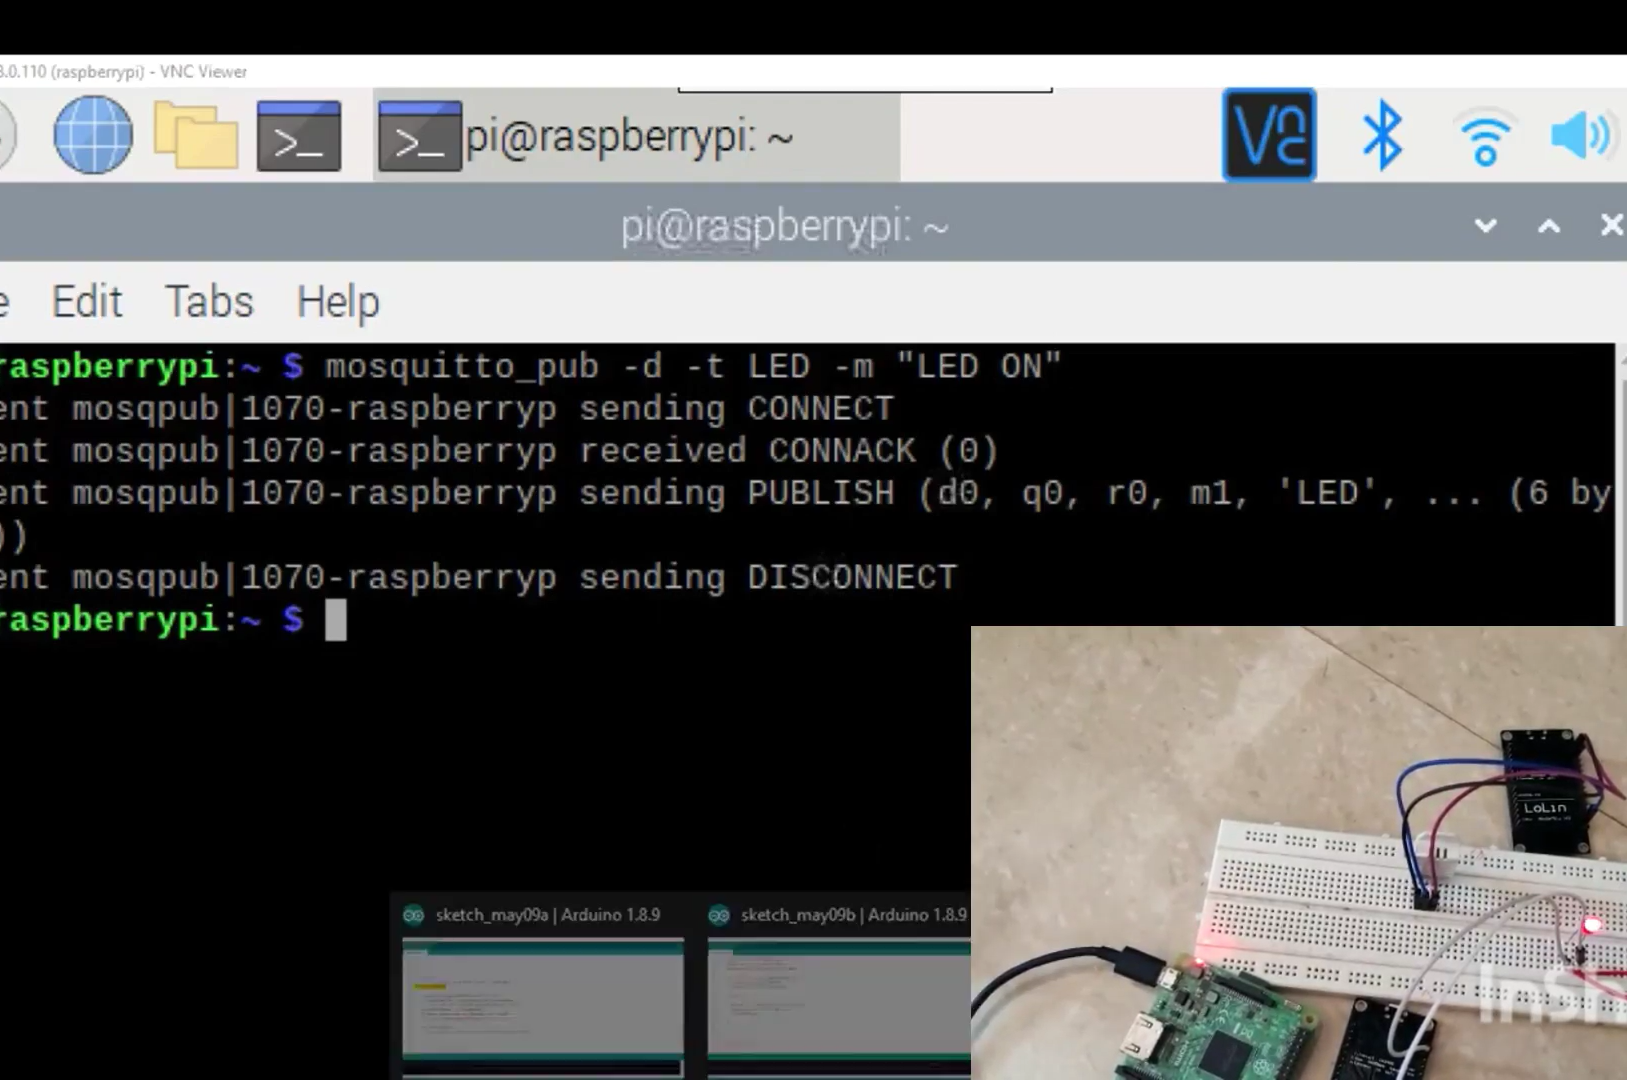 3.0.110 (raspberrypi) - VNC Viewer
pi@raspberrypi: ~
pi@raspberrypi: ~
e Edit Tabs Help
raspberrypi:~ $ mosquitto_pub -d -t LED -m "LED ON"
ent mosqpub|1070-raspberryp sending CONNECT
ent mosqpub|1070-raspberryp received CONNACK (0)
ent mosqpub|1070-raspberryp sending PUBLISH (d0, q0, r0, m1, 'LED', ... (6 by
))
ent mosqpub|1070-raspberryp sending DISCONNECT
raspberrypi:~ $
LoLin
sketch_may09a | Arduino 1.8.9
sketch_may09b | Arduino 1.8.9
InSh